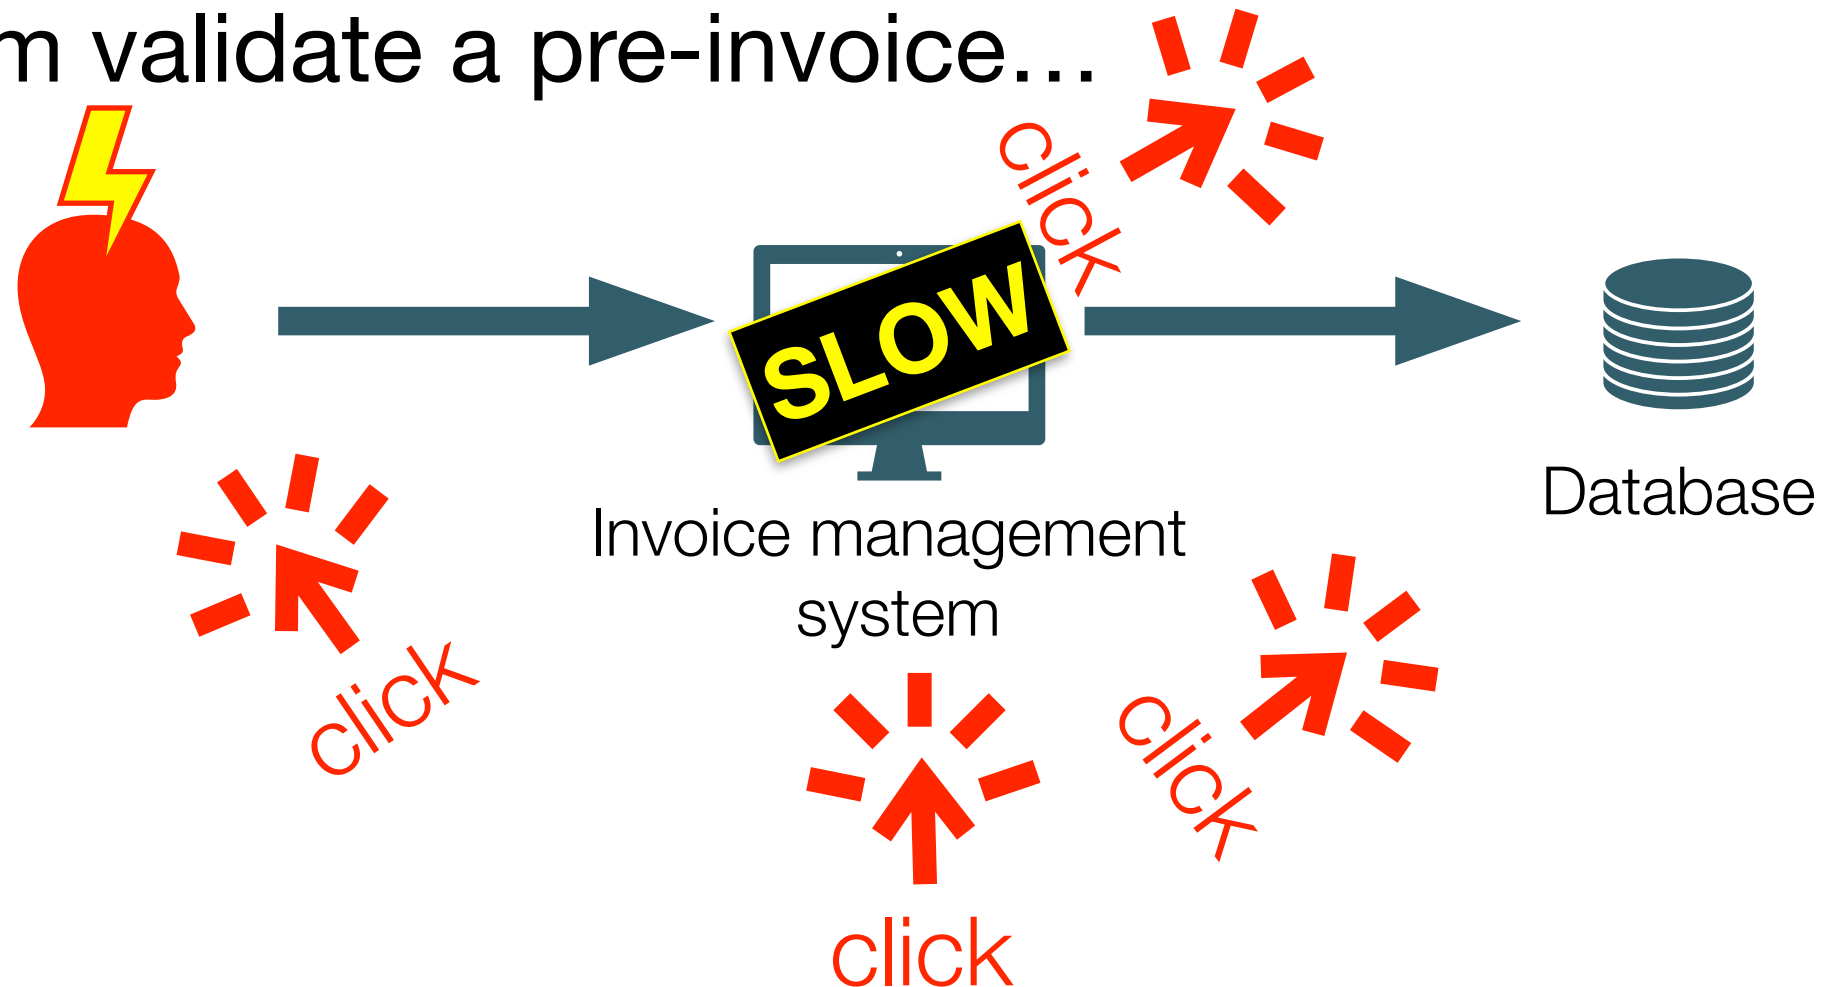 m validate a pre-invoice...
click
SLOW
Database
Invoice management
system
click
click
click